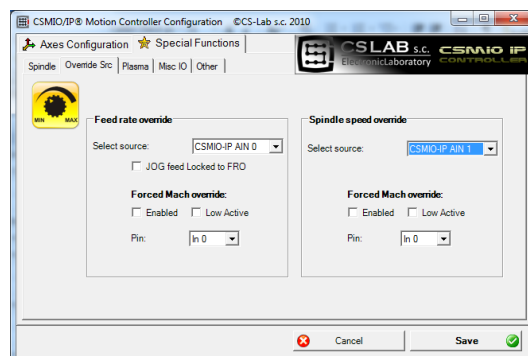 CSMIO/IP® Motion Controller Configuration ©CS-Lab s.c. 2010
Axes Configuration Special Functions
CSLAB s.c.
ElectronicLaboratory
CSMIO IP
CONTROLLER
Spindle Override Src Plasma Misc IO Other
MIN MAX
Feed rate override
Select source: CSMIO-IP AIN 0
JOG feed Locked to FRO
Forced Mach override:
Enabled Low Active
Pin: In 0
Spindle speed override
Select source: CSMIO-IP AIN 1
Forced Mach override:
Enabled Low Active
Pin: In 0
Cancel Save